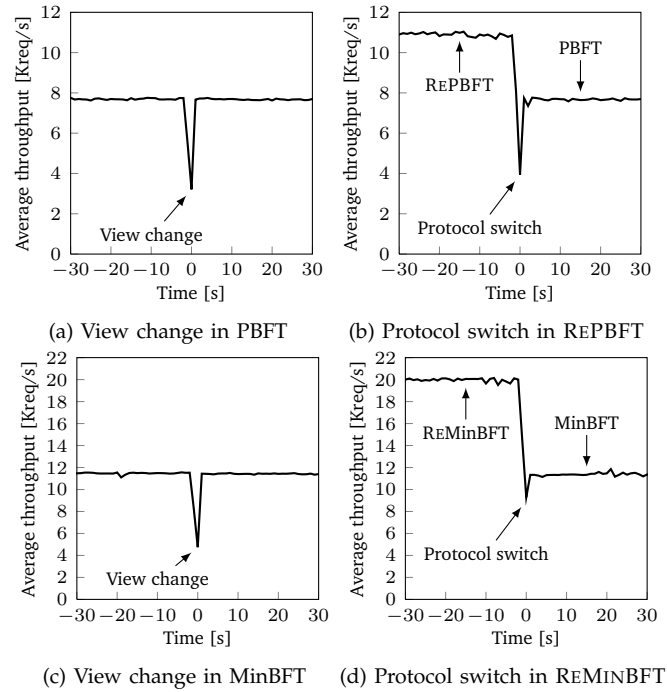 Average throughput [Kreq/s]
12
10
8
6
4
2
0
View change
−30 −20 −10 0 10 20 30
Time [s]
(a) View change in PBFT
Average throughput [Kreq/s]
12
10
8
6
4
2
0
REPBFT
PBFT
Protocol switch
−30 −20 −10 0 10 20 30
Time [s]
(b) Protocol switch in REPBFT
Average throughput [Kreq/s]
22
20
18
16
14
12
10
8
6
4
2
0
View change
−30 −20 −10 0 10 20 30
Time [s]
(c) View change in MinBFT
Average throughput [Kreq/s]
22
20
18
16
14
12
10
8
6
4
2
0
REMinBFT
MinBFT
Protocol switch
−30 −20 −10 0 10 20 30
Time [s]
(d) Protocol switch in REMINBFT